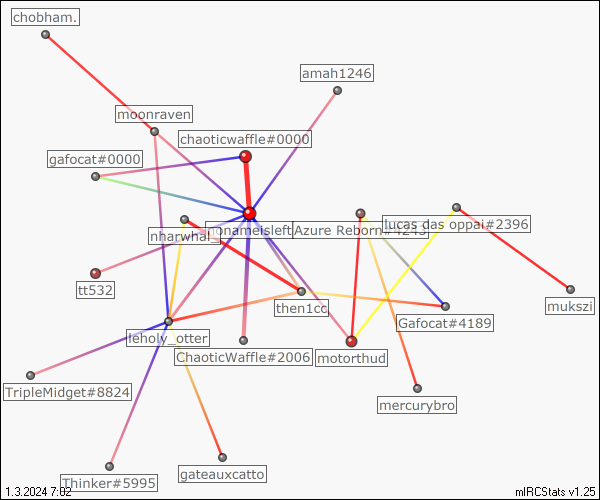 chobham.
amah1246
moonraven
chaoticwaffle#0000
gafocat#0000
lucas das oppai#2396
nharwhal_
Azure Reborn#4243
tt532
mukszi
then1cc
Gafocat#4189
leholy_otter
ChaoticWaffle#2006
motorthud
TripleMidget#8824
mercurybro
gateauxcatto
Thinker#5995
1.3.2024 7:02
mIRCStats v1.25